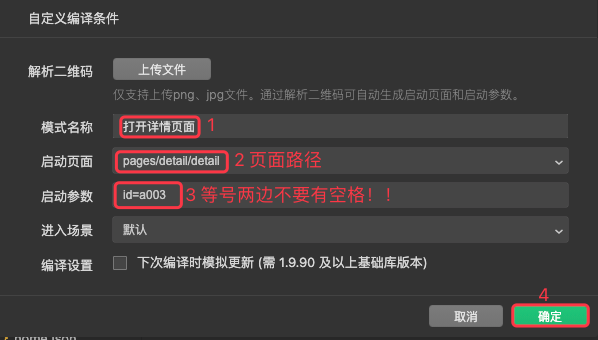 自定义编译条件
解析二维码 上传文件
仅支持上传png、jpg文件。通过解析二维码可自动生成启动页面和启动参数。
模式名称 打开详情页面 1
启动页面 pages/detail/detail 2 页面路径
启动参数 id=a003 3 等号两边不要有空格！！
进入场景 默认
编译设置 下次编译时模拟更新 (需 1.9.90 及以上基础库版本)
4
取消 确定
home.json